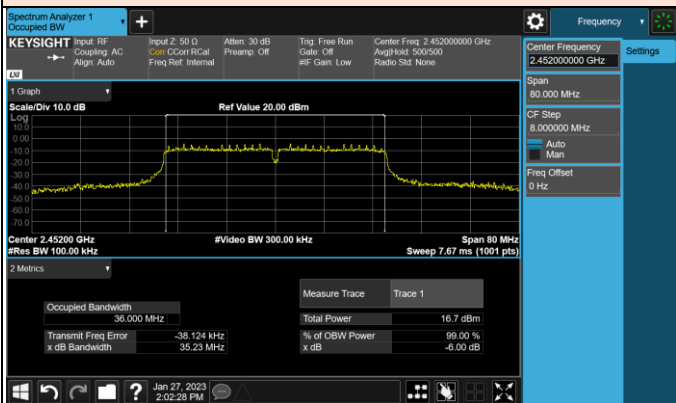 Spectrum Analyzer 1
Occupied BW
Frequency
KEYSIGHT
Input: RF
Coupling: AC
Align: Auto
Input Z: 50 Ω
Corr CCorr RCal
Freq Ref: Internal
Atten: 30 dB
Preamp: Off
Trig: Free Run
Gate: Off
#IF Gain: Low
Center Freq: 2.452000000 GHz
Avg|Hold: 500/500
Radio Std: None
LXI
Center Frequency
2.452000000 GHz
Settings
Span
80.000 MHz
CF Step
8.000000 MHz
Auto
Man
Freq Offset
0 Hz
1 Graph
Scale/Div 10.0 dB
Ref Value 20.00 dBm
Log
10.0
0.00
-10.0
-20.0
-30.0
-40.0
-50.0
-60.0
-70.0
Center 2.45200 GHz
#Video BW 300.00 kHz
Span 80 MHz
#Res BW 100.00 kHz
Sweep 7.67 ms (1001 pts)
2 Metrics
Measure Trace Trace 1
Occupied Bandwidth
36.000 MHz
Total Power 16.7 dBm
Transmit Freq Error -38.124 kHz
% of OBW Power 99.00 %
x dB Bandwidth 35.23 MHz
x dB -6.00 dB
?
Jan 27, 2023
2:02:28 PM